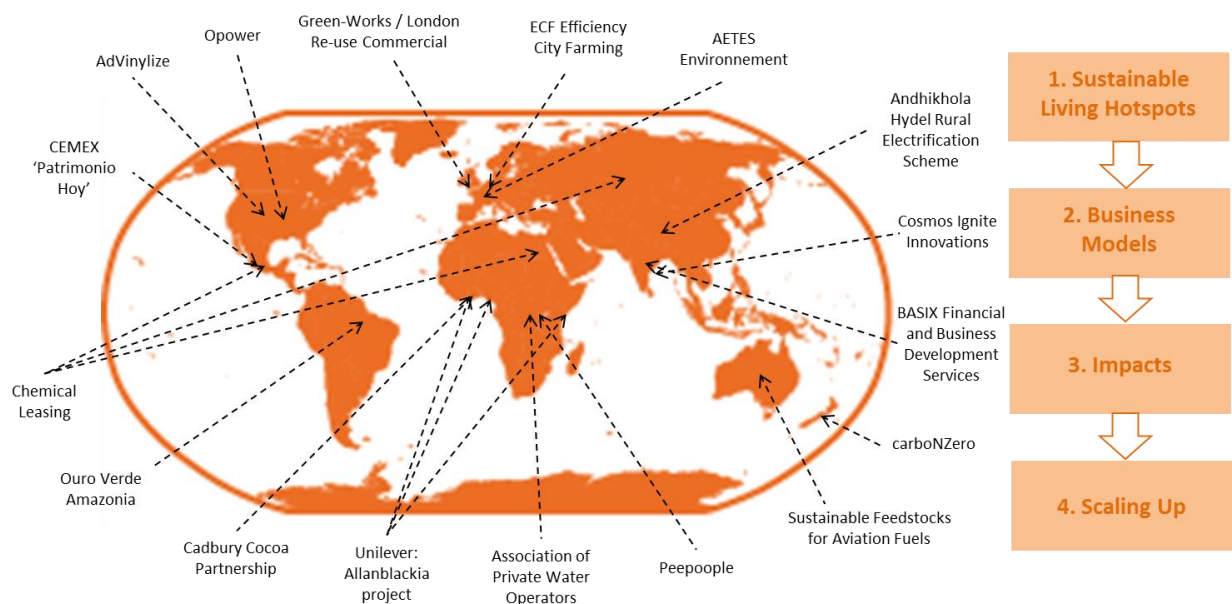 Green-Works / London
Re-use Commercial
ECF Efficiency
City Farming
AETES
Environnement
Opower
AdVinylize
CEMEX
‘Patrimonio
Hoy’
Andhikhola
Hydel Rural
Electrification
Scheme
Cosmos Ignite
Innovations
BASIX Financial
and Business
Development
Services
Chemical
Leasing
carboNZero
Ouro Verde
Amazonia
Cadbury Cocoa
Partnership
Unilever:
Allanblackia
project
Association of
Private Water
Operators
Peepoople
Sustainable Feedstocks
for Aviation Fuels
1. Sustainable
Living Hotspots
2. Business
Models
3. Impacts
4. Scaling Up